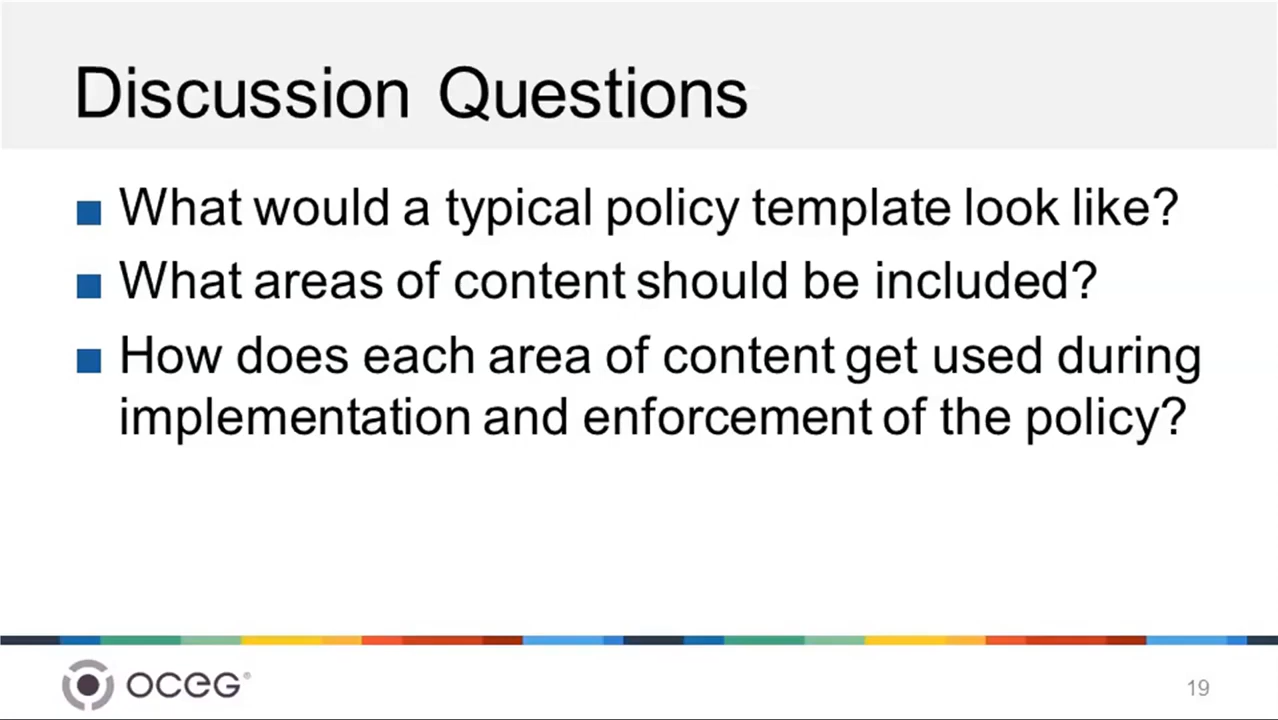 Discussion Questions
What would a typical policy template look like?
What areas of content should be included?
How does each area of content get used during
implementation and enforcement of the policy?
OCEG®
19